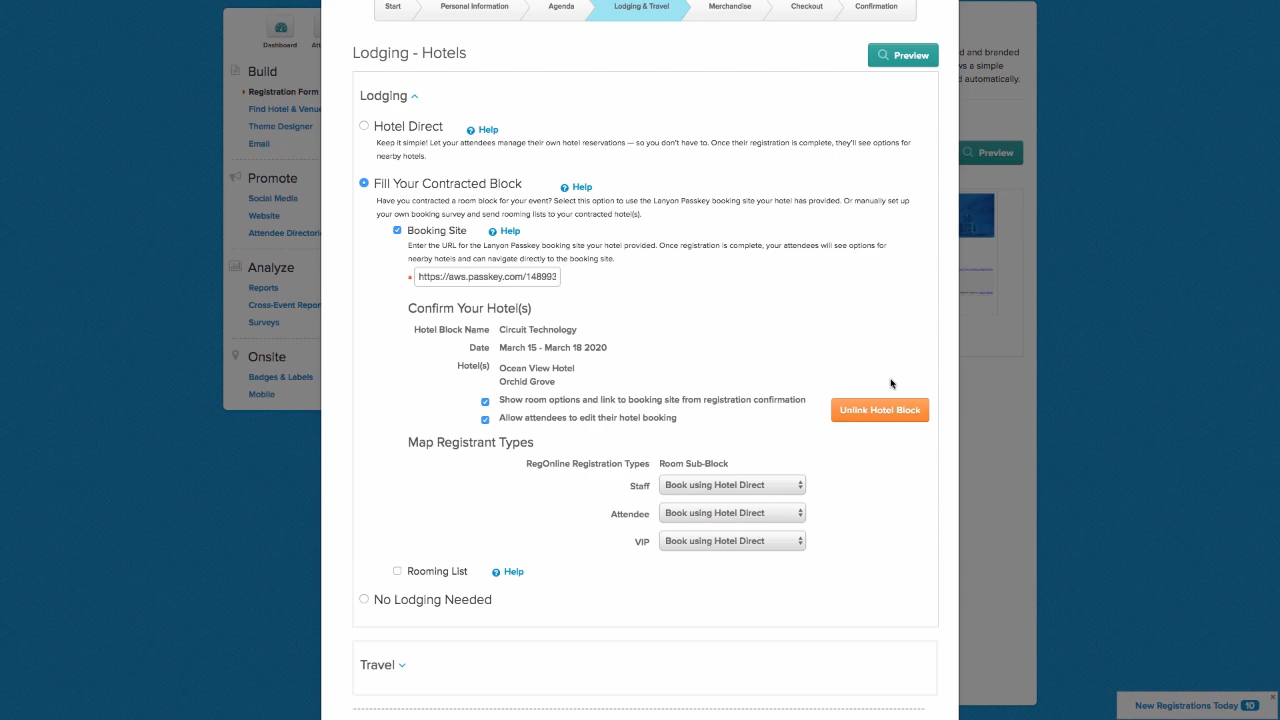 Start
Personal Information
Agenda
Lodging & Travel
Merchandise
Checkout
Confirmation
Dashboard
Build
Registration Form
Find Hotel & Venue
Theme Designer
Email
Promote
Social Media
Website
Attendee Directori
Analyze
Reports
Cross-Event Repor
Surveys
Onsite
Badges & Labels
Mobile
Lodging - Hotels
Preview
Lodging
Hotel Direct
Help
Keep it simple! Let your attendees manage their own hotel reservations — so you don't have to. Once their registration is complete, they'll see options for
nearby hotels.
Fill Your Contracted Block
Help
Have you contracted a room block for your event? Select this option to use the Lanyon Passkey booking site your hotel has provided. Or manually set up
your own booking survey and send rooming lists to your contracted hotel(s).
Booking Site
Help
Enter the URL for the Lanyon Passkey booking site your hotel provided. Once registration is complete, your attendees will see options for
nearby hotels and can navigate directly to the booking site.
* https://aws.passkey.com/148993
Confirm Your Hotel(s)
Hotel Block Name Circuit Technology
Date March 15 - March 18 2020
Hotel(s) Ocean View Hotel
Orchid Grove
Show room options and link to booking site from registration confirmation
Allow attendees to edit their hotel booking
Unlink Hotel Block
Map Registrant Types
RegOnline Registration Types Room Sub-Block
Staff Book using Hotel Direct
Attendee Book using Hotel Direct
VIP Book using Hotel Direct
Rooming List
Help
No Lodging Needed
Travel
d and branded
ws a simple
d automatically.
Preview
New Registrations Today 10